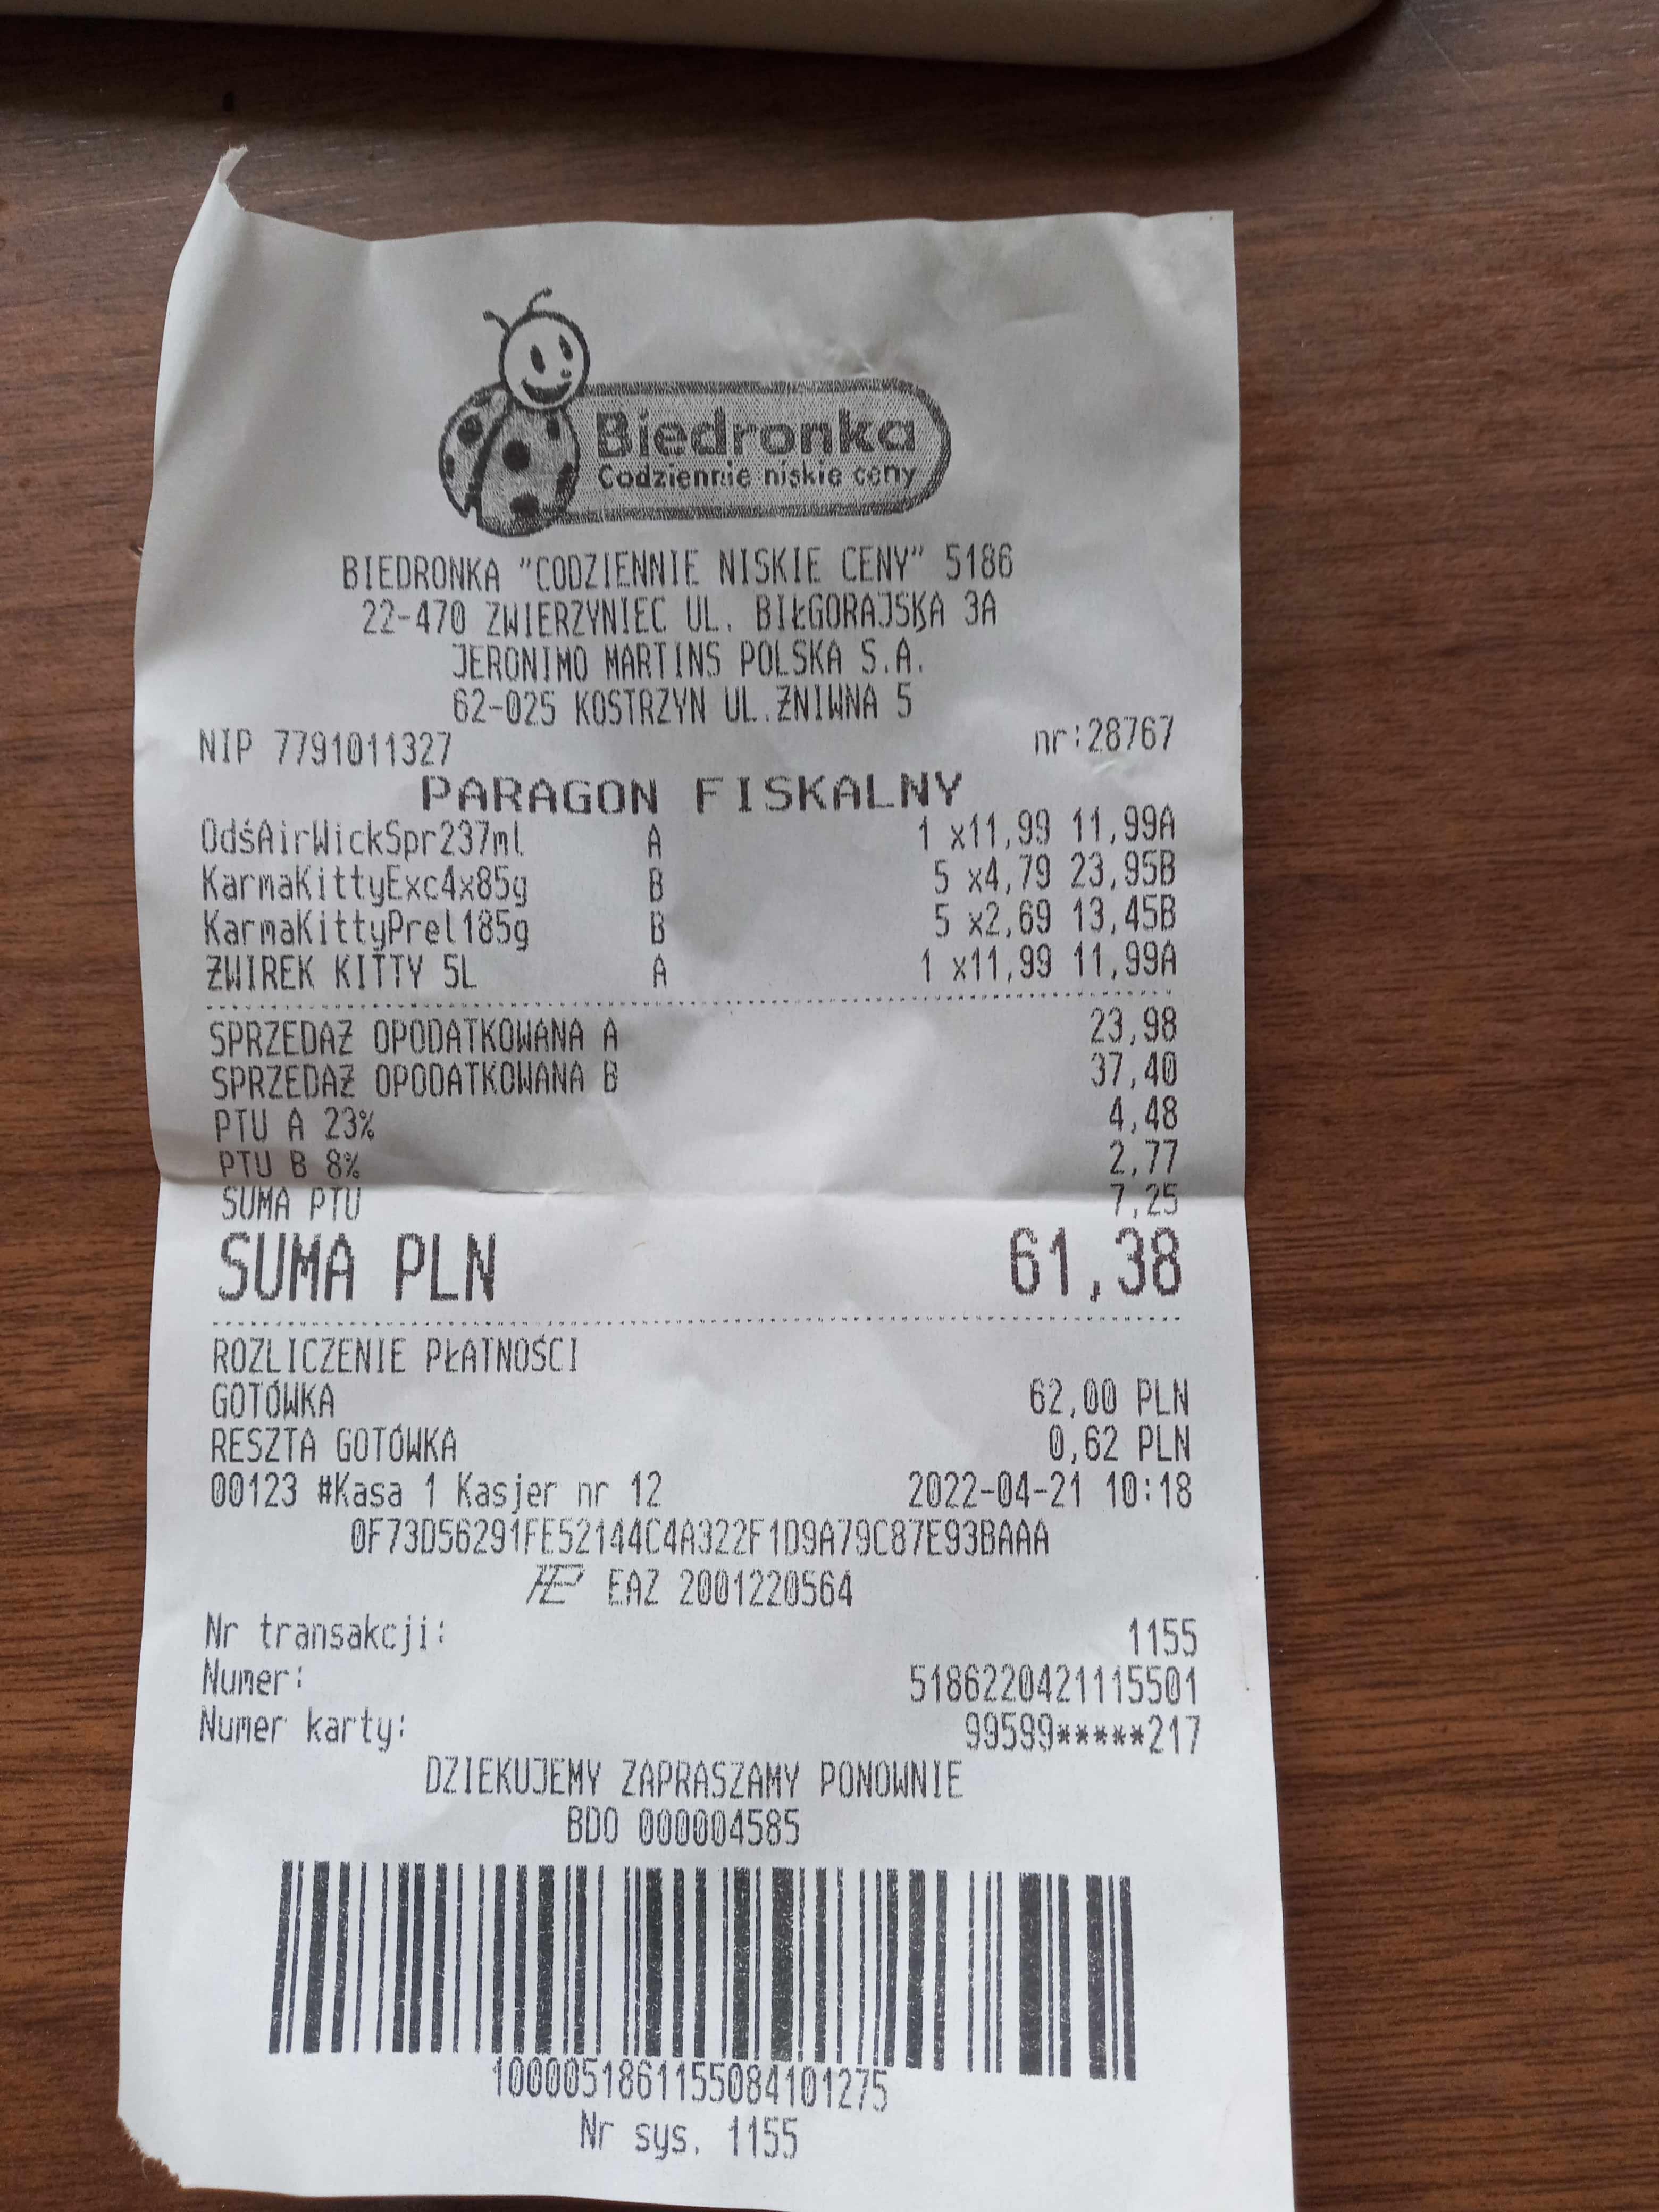 Biedronka
Codziennie niskie ceny
BIEDRONKA "CODZIENNIE NISKIE CENY" 5186
22-470 ZWIERZYNIEC UL. BIŁGORAJSKA 3A
JERONIMO MARTINS POLSKA S.A.
62-025 KOSTRZYN UL.ŻNIWNA 5
NIP 7791011327 nr:28767
PARAGON FISKALNY
OdśAirWickSpr237ml A 1 x11,99 11,99A
KarmaKittyExc4x85g B 5 x4,79 23,95B
KarmaKittyPrel185g B 5 x2,69 13,45B
ŻWIREK KITTY 5L A 1 x11,99 11,99A
SPRZEDAŻ OPODATKOWANA A 23,98
SPRZEDAŻ OPODATKOWANA B 37,40
PTU A 23% 4,48
PTU B 8% 2,77
SUMA PTU 7,25
SUMA PLN 61,38
ROZLICZENIE PŁATNOŚCI
GOTÓWKA 62,00 PLN
RESZTA GOTÓWKA 0,62 PLN
00123 #Kasa 1 Kasjer nr 12 2022-04-21 10:18
0F73D56291FE52144C4A322F1D9A79C87E93BAAA
EAZ 2001220564
Nr transakcji: 1155
Numer: 5186220421115501
Numer karty: 99599*****217
DZIEKUJEMY ZAPRASZAMY PONOWNIE
BDO 000004585
1000051861155084101275
Nr sys. 1155